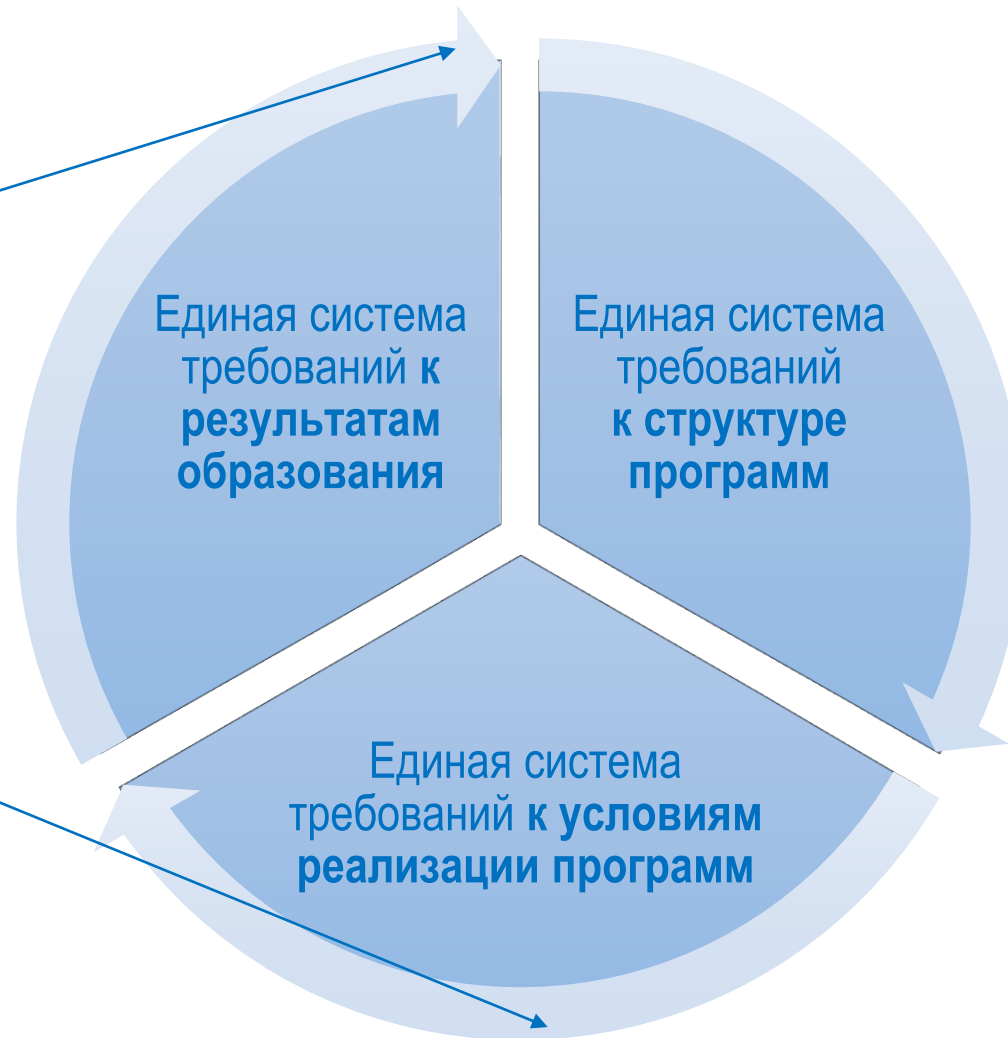 Единая система
требований к
результатам
образования
Единая система
требований
к структуре
программ
Единая система
требований к условиям
реализации программ